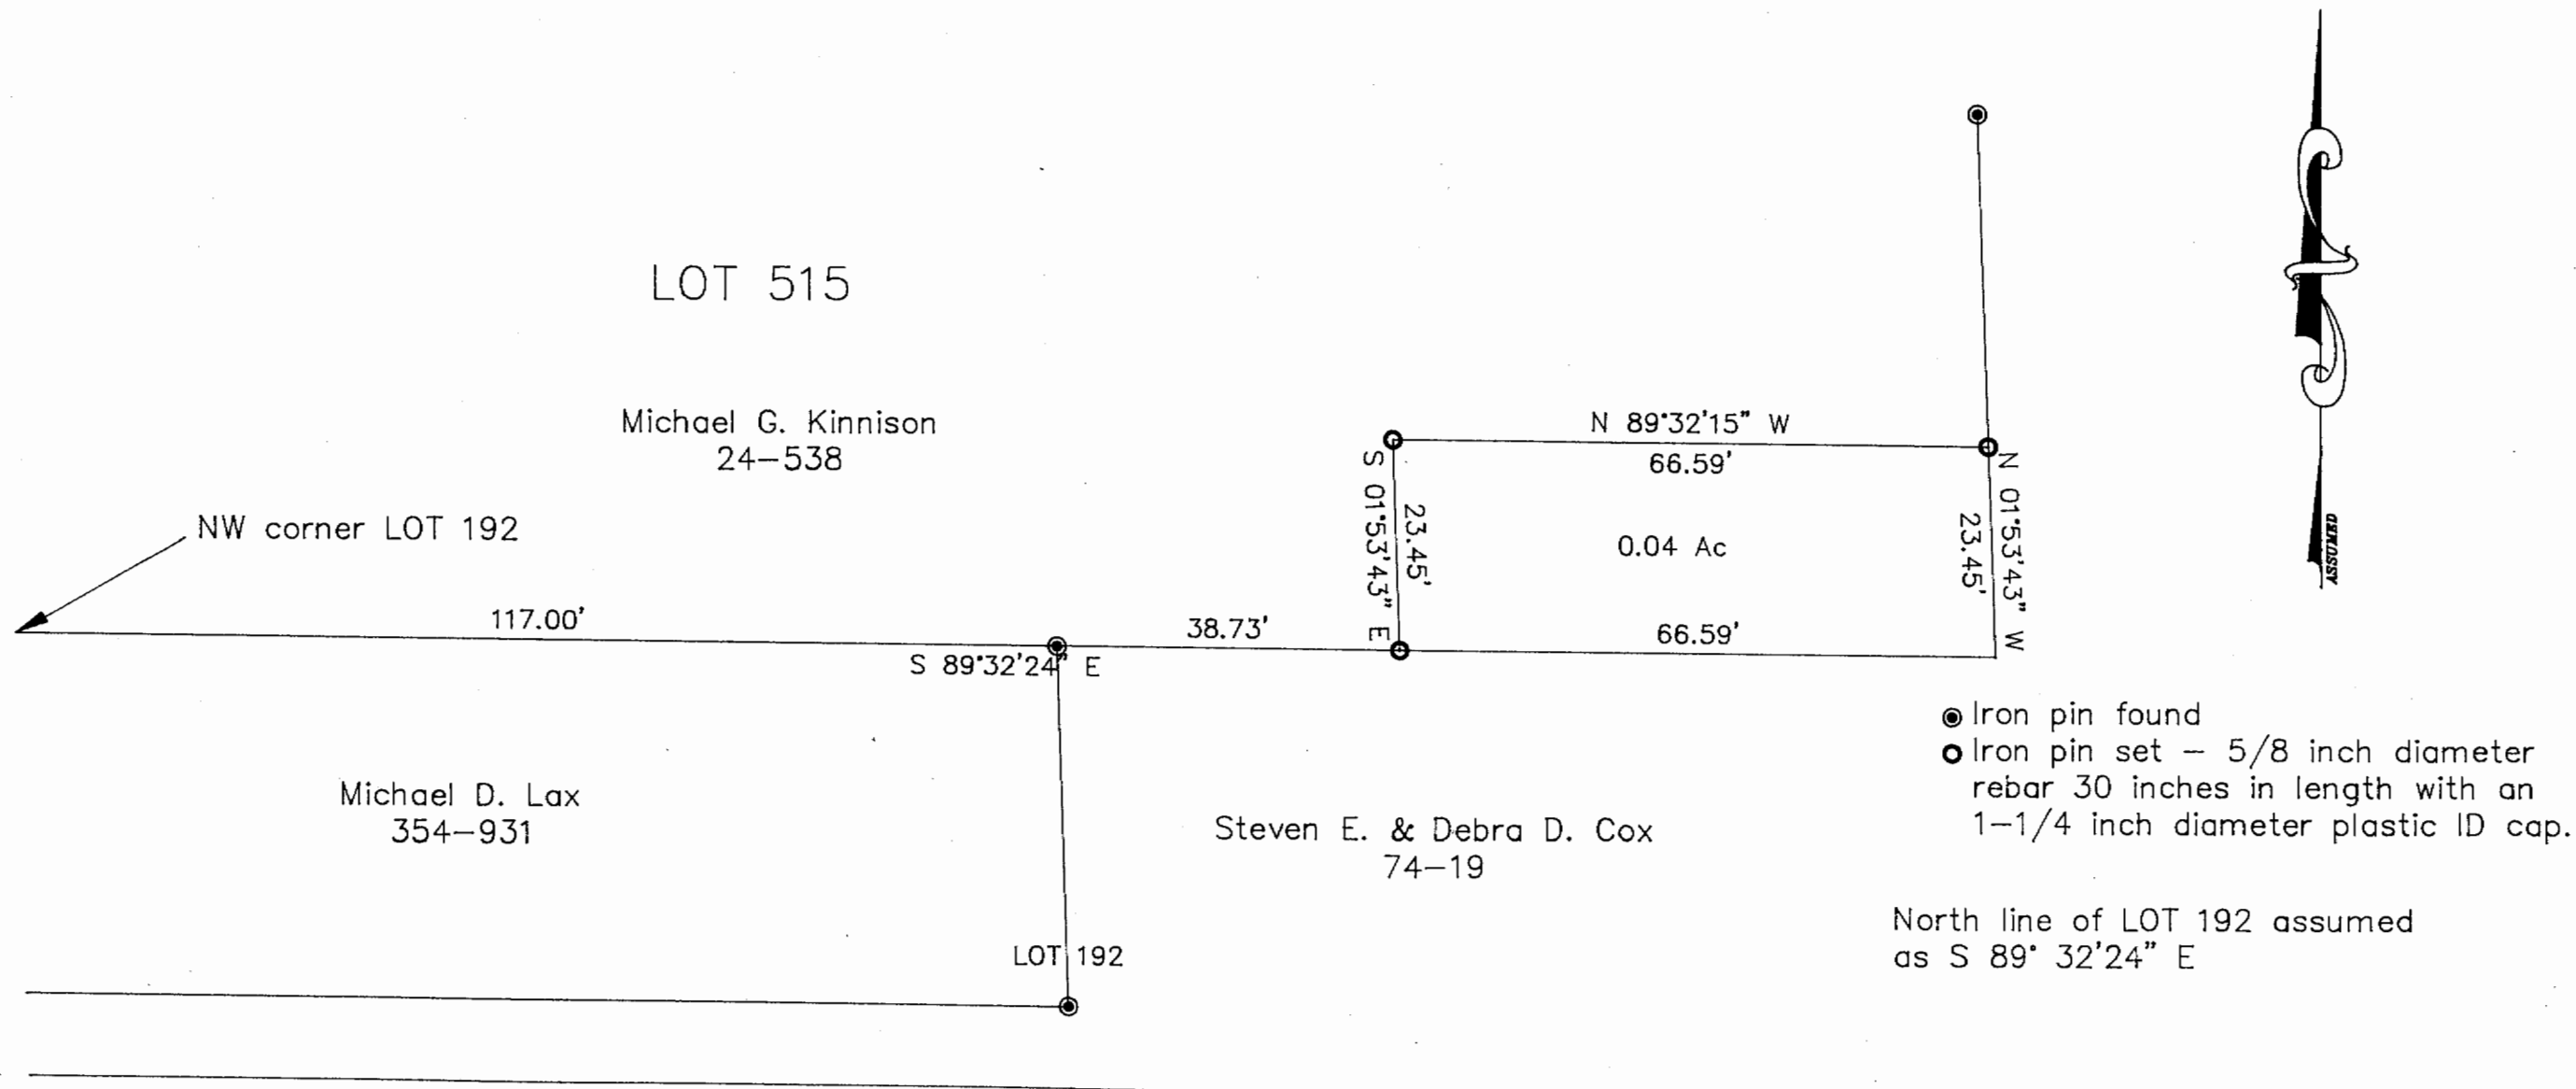 LOT 515
Michael G. Kinnison
24-538
NW corner LOT 192
117.00'
38.73'
S 89°32'24" E
N 89°32'15" W
66.59'
S 01°53'43" E
23.45'
0.04 Ac
23.45'
N 01°53'43" W
66.59'
ASSUMED
Michael D. Lax
354-931
Steven E. & Debra D. Cox
74-19
LOT 192
Iron pin found
Iron pin set - 5/8 inch diameter
rebar 30 inches in length with an
1-1/4 inch diameter plastic ID cap.
North line of LOT 192 assumed
as S 89° 32'24" E